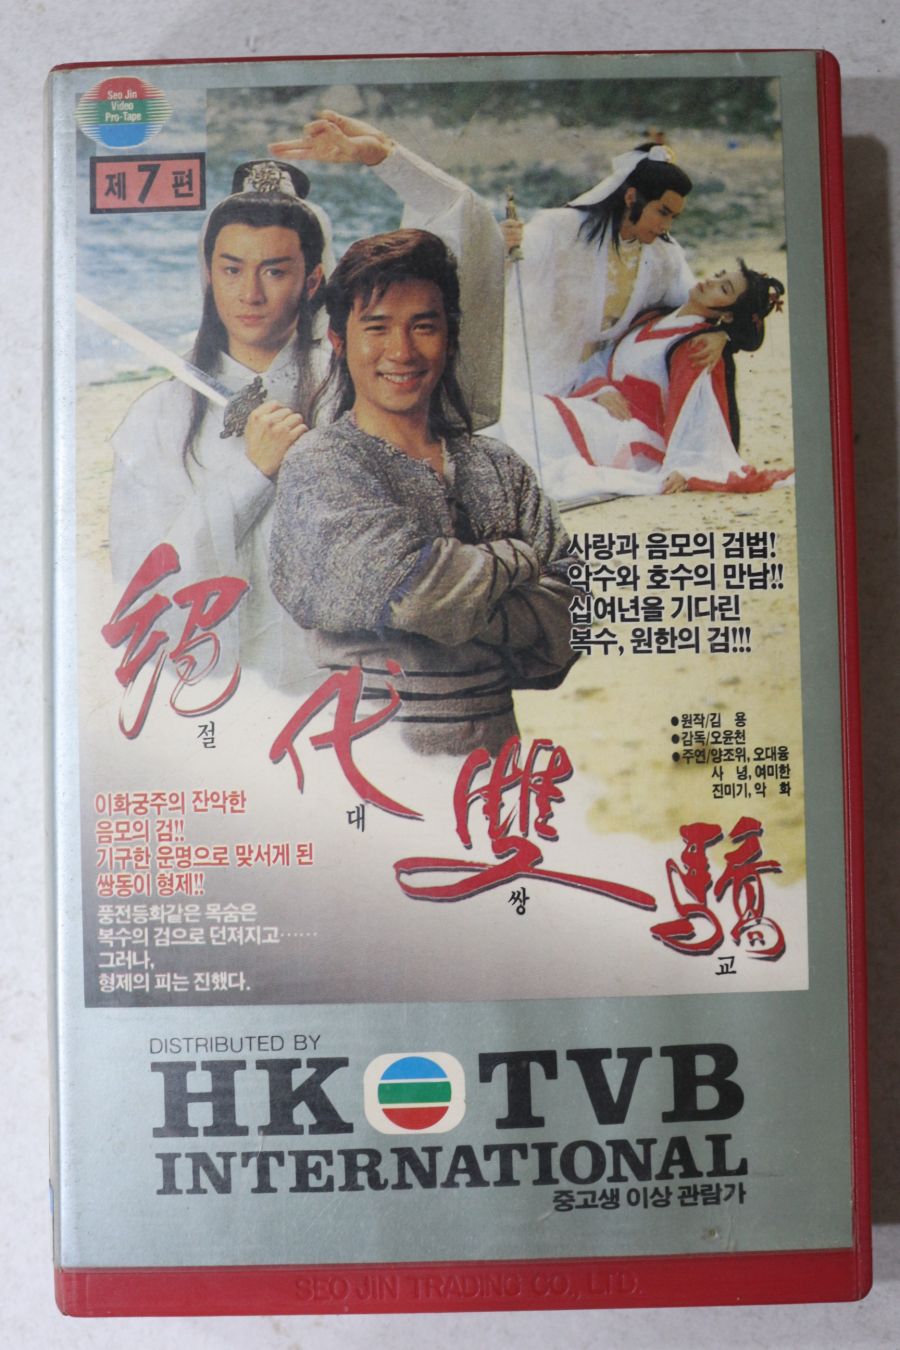 Seo Jin
Video
Pro-Tape
제 7 편
사랑과 음모의 검법!
악수와 호수의 만남!!
십여년을 기다린
복수, 원한의 검!!!
絕代雙驕
절 대 쌍 교
●원작/김 용
●감독/오윤천
●주연/양조위, 오대융
사 녕, 여미한
진미기, 악 화
이화궁주의 잔악한
음모의 검!!
기구한 운명으로 맞서게 된
쌍동이 형제!!
풍전등화같은 목숨은
복수의 검으로 던져지고……
그러나,
형제의 피는 진했다.
DISTRIBUTED BY
HK TVB
INTERNATIONAL
중고생 이상 관람가
SEO JIN TRADING CO., LTD.